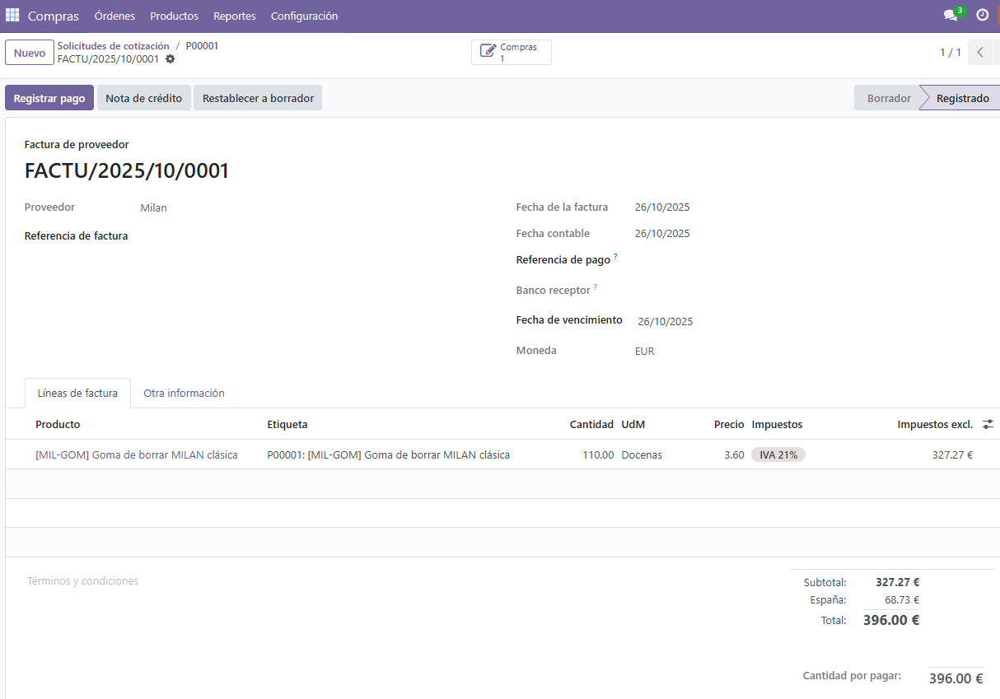 Compras Órdenes Productos Reportes Configuración 3
Nuevo Solicitudes de cotización / P00001
FACTU/2025/10/0001
Compras
1
1 / 1
Registrar pago Nota de crédito Restablecer a borrador Borrador Registrado
Factura de proveedor
FACTU/2025/10/0001
Proveedor Milan
Referencia de factura
Fecha de la factura 26/10/2025
Fecha contable 26/10/2025
Referencia de pago ?
Banco receptor ?
Fecha de vencimiento 26/10/2025
Moneda EUR
Líneas de factura Otra información
Producto Etiqueta Cantidad UdM Precio Impuestos Impuestos excl.
[MIL-GOM] Goma de borrar MILAN clásica P00001: [MIL-GOM] Goma de borrar MILAN clásica 110.00 Docenas 3.60 IVA 21% 327.27 €
Términos y condiciones
Subtotal: 327.27 €
España: 68.73 €
Total: 396.00 €
Cantidad por pagar: 396.00 €